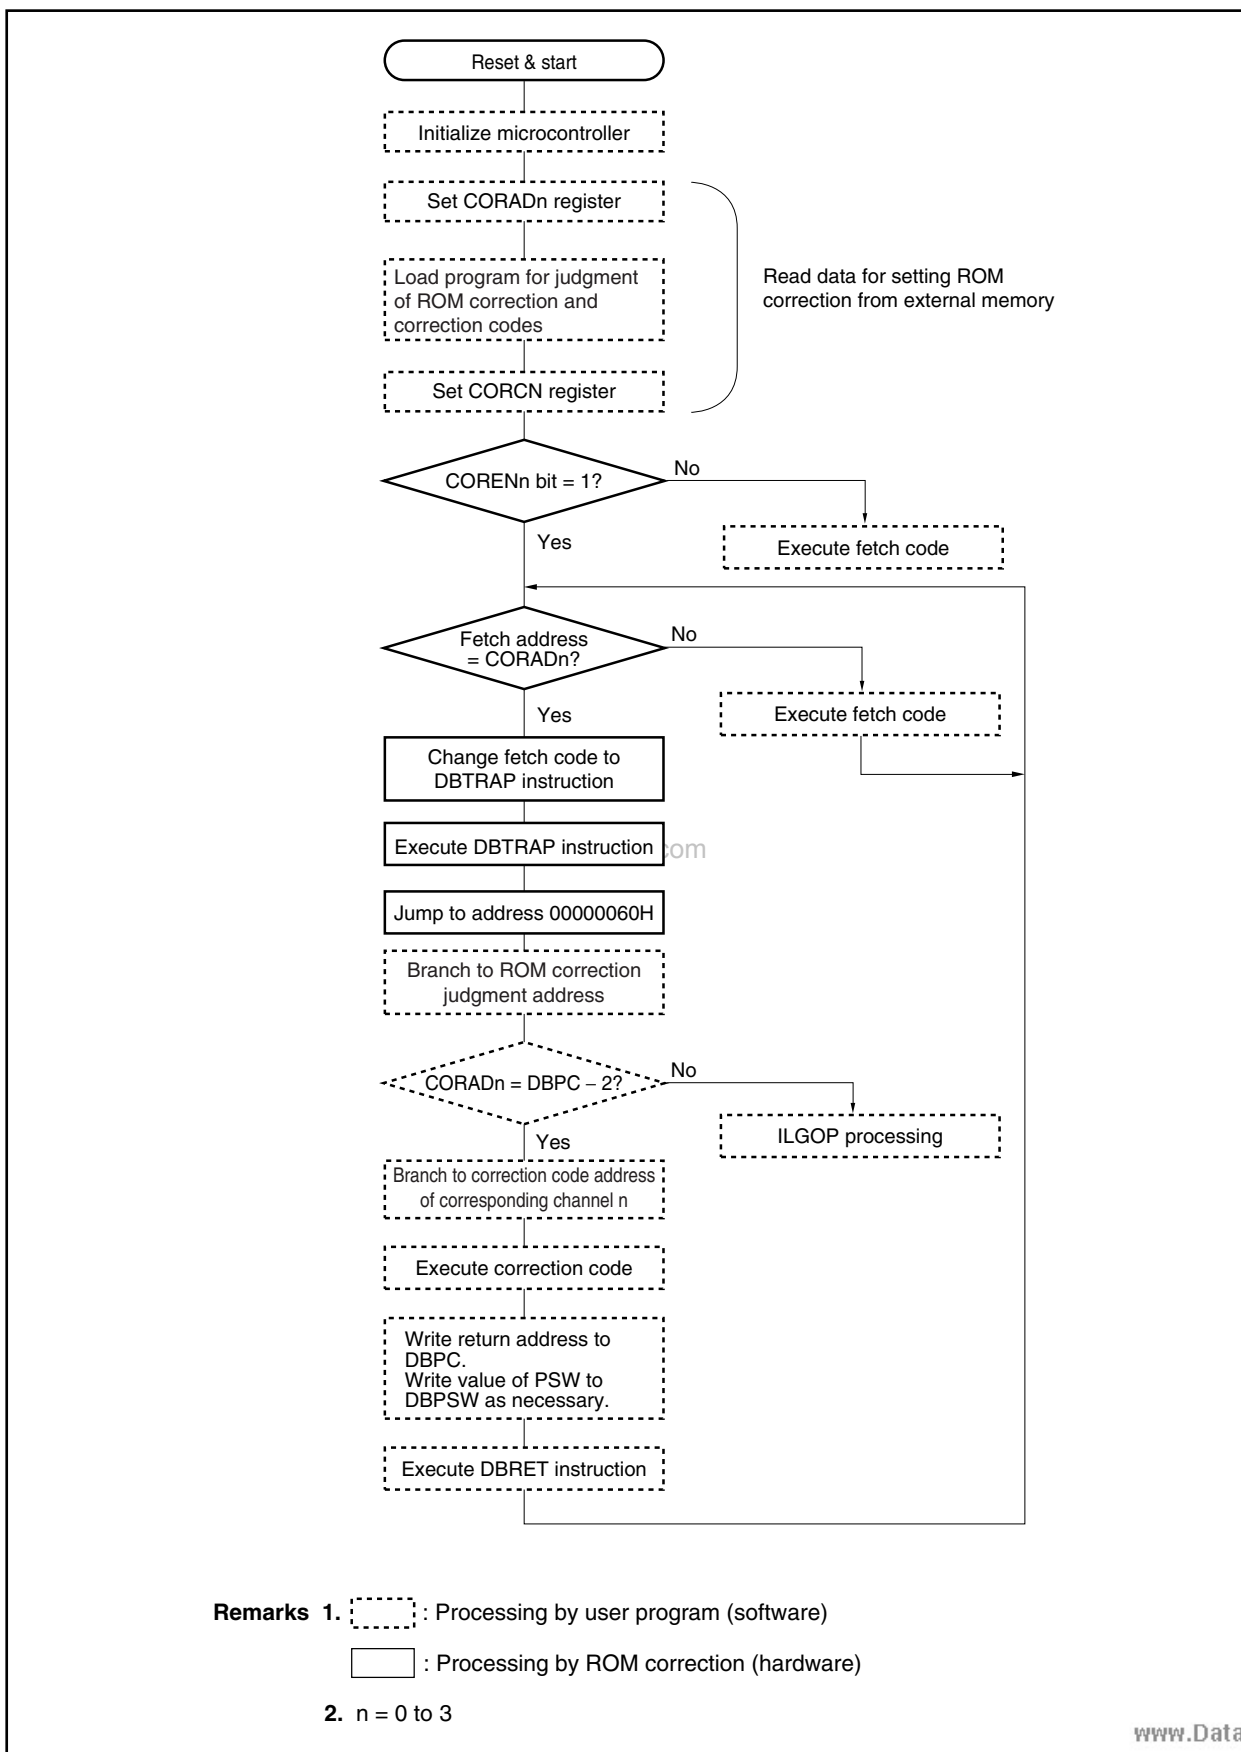 Reset & start
Initialize microcontroller
Set CORADn register
Load program for judgment
of ROM correction and
correction codes
Read data for setting ROM
correction from external memory
Set CORCN register
CORENn bit = 1?
No
Yes
Execute fetch code
Fetch address
= CORADn?
No
Yes
Execute fetch code
Change fetch code to
DBTRAP instruction
Execute DBTRAP instruction
com
Jump to address 00000060H
Branch to ROM correction
judgment address
CORADn = DBPC – 2?
No
Yes
ILGOP processing
Branch to correction code address
of corresponding channel n
Execute correction code
Write return address to
DBPC.
Write value of PSW to
DBPSW as necessary.
Execute DBRET instruction
Remarks 1. : Processing by user program (software)
: Processing by ROM correction (hardware)
2. n = 0 to 3
www.Data